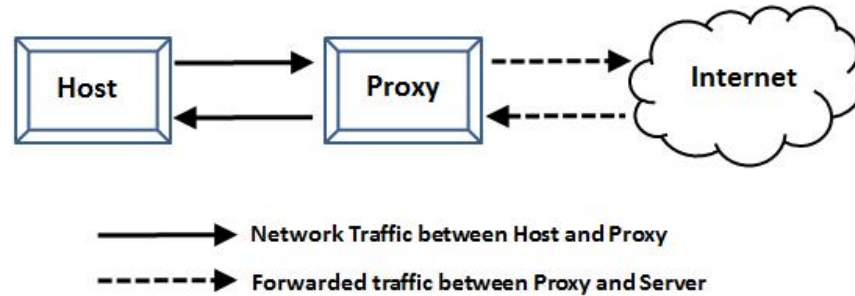 Host
Proxy
Internet
Network Traffic between Host and Proxy
Forwarded traffic between Proxy and Server